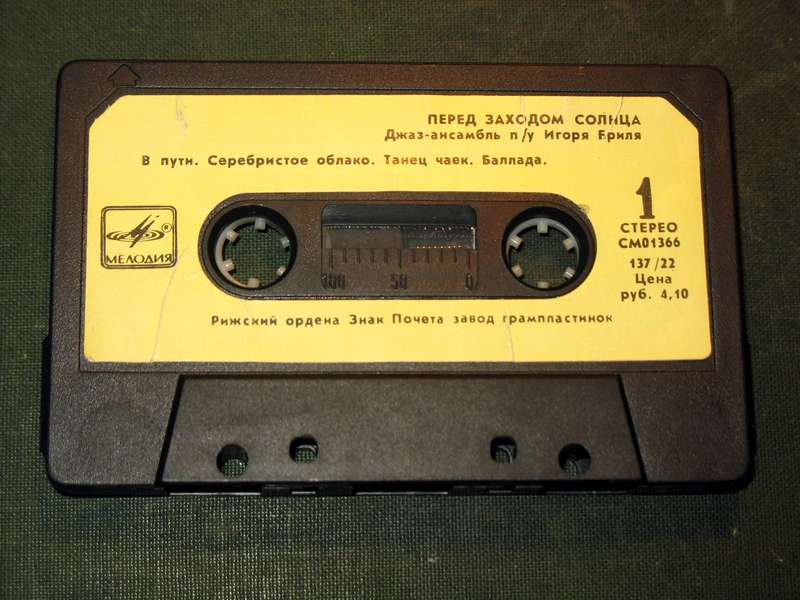 ПЕРЕД ЗАХОДОМ СОЛНЦА
Джаз-ансамбль п/у Игоря Бриля
В пути. Серебристое облако. Танец чаек. Баллада.
1
СТЕРЕО
СМ01366
137/22
Цена
руб. 4,10
®
МЕЛОДИЯ
100 50 0
Рижский ордена Знак Почета завод грампластинок